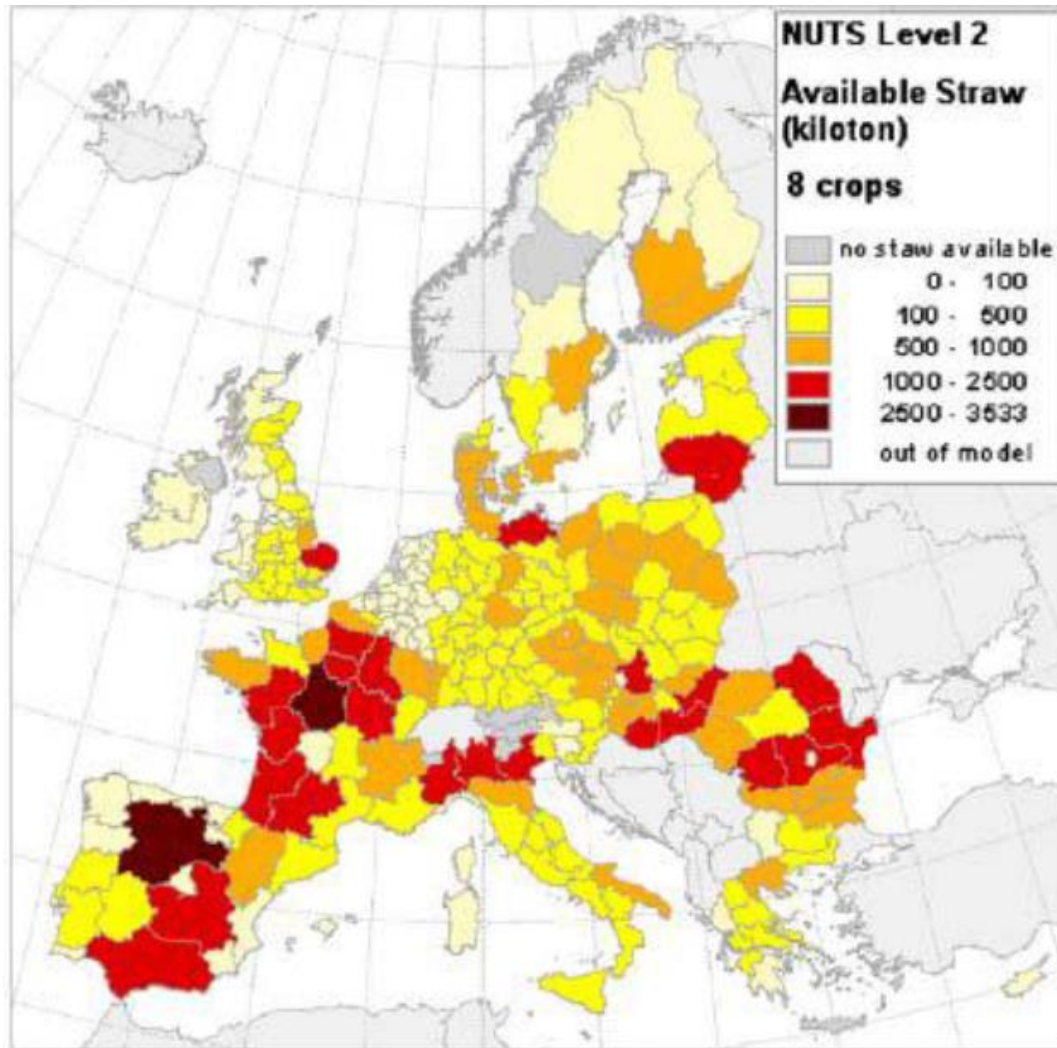 NUTS Level 2
Available Straw
(kiloton)
8 crops
no staw available
0 - 100
100 - 500
500 - 1000
1000 - 2500
2500 - 3533
out of model